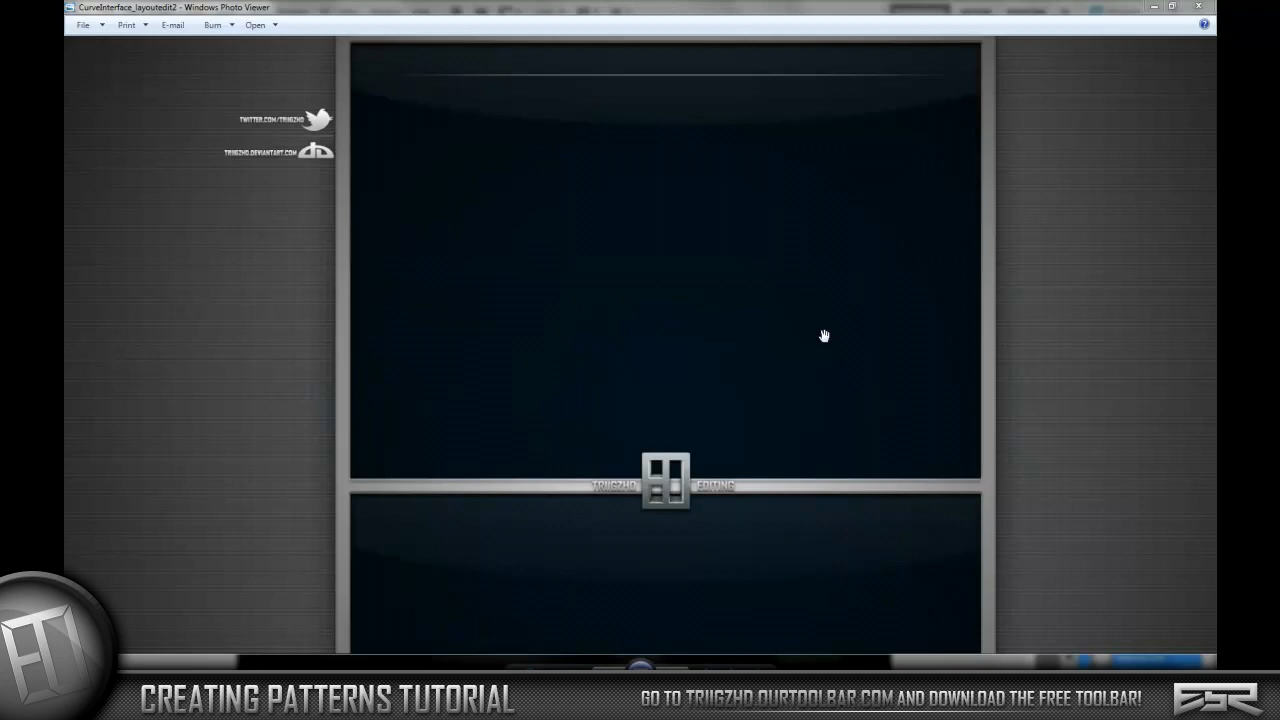 CurveInterface_layoutedit2 - Windows Photo Viewer
File Print E-mail Burn Open
TWITTER.COM/TRIIGZHD
TRIIGZHD.DEVIANTART.COM
TRIIGZHD EDITING
CREATING PATTERNS TUTORIAL
GO TO TRIIGZHD.OURTOOLBAR.COM AND DOWNLOAD THE FREE TOOLBAR!